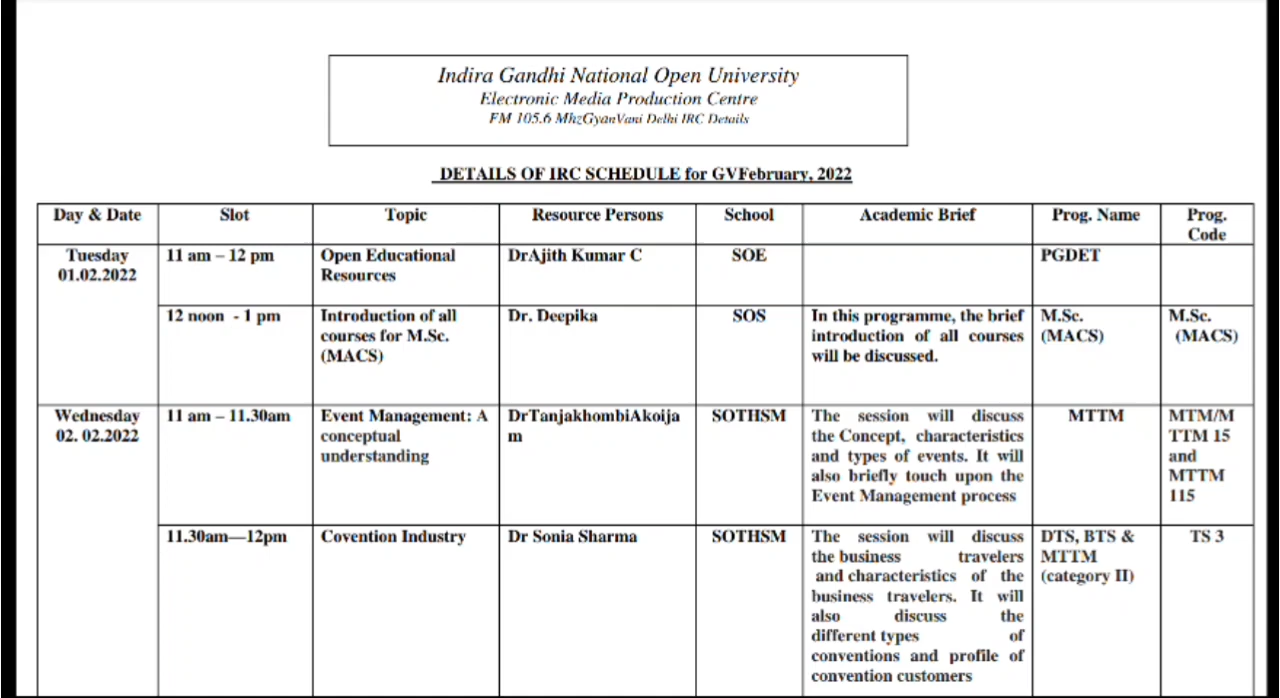 Indira Gandhi National Open University
Electronic Media Production Centre
FM 105.6 MhzGyanVani Delhi IRC Details
DETAILS OF IRC SCHEDULE for GVFebruary, 2022
Day & Date
Slot
Topic
Resource Persons
School
Academic Brief
Prog. Name
Prog.
Code
Tuesday
01.02.2022
11 am – 12 pm
Open Educational
Resources
DrAjith Kumar C
SOE
PGDET
12 noon - 1 pm
Introduction of all
courses for M.Sc.
(MACS)
Dr. Deepika
SOS
In this programme, the brief
introduction of all courses
will be discussed.
M.Sc.
(MACS)
M.Sc.
(MACS)
Wednesday
02. 02.2022
11 am – 11.30am
Event Management: A
conceptual
understanding
DrTanjakhombiAkoija
m
SOTHSM
The session will discuss
the Concept, characteristics
and types of events. It will
also briefly touch upon the
Event Management process
MTTM
MTM/M
TTM 15
and
MTTM
115
11.30am—12pm
Covention Industry
Dr Sonia Sharma
SOTHSM
The session will discuss
the business travelers
and characteristics of the
business travelers. It will
also discuss the
different types of
conventions and profile of
convention customers
DTS, BTS &
MTTM
(category II)
TS 3